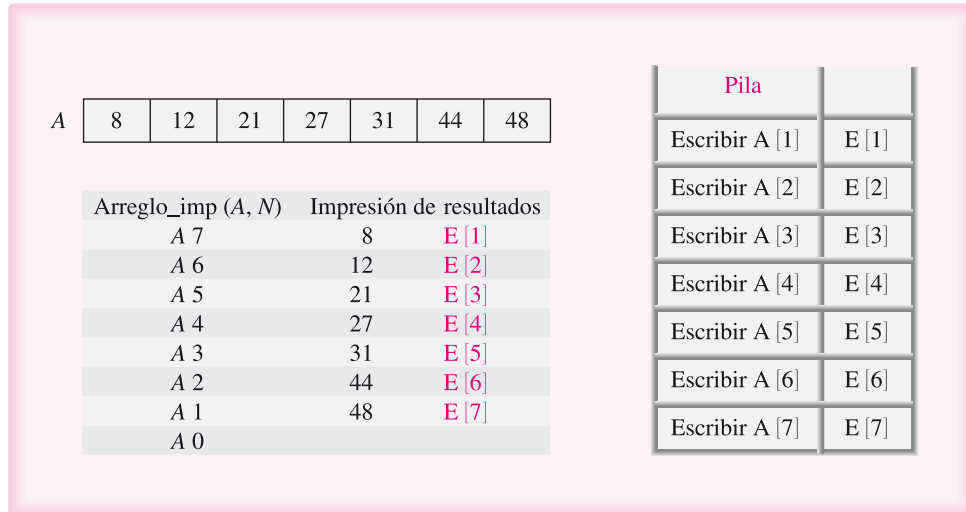 A 8 12 21 27 31 44 48
Arreglo_imp (A, N) Impresión de resultados
A 7 8 E [1]
A 6 12 E [2]
A 5 21 E [3]
A 4 27 E [4]
A 3 31 E [5]
A 2 44 E [6]
A 1 48 E [7]
A 0
Pila
Escribir A [1] E [1]
Escribir A [2] E [2]
Escribir A [3] E [3]
Escribir A [4] E [4]
Escribir A [5] E [5]
Escribir A [6] E [6]
Escribir A [7] E [7]